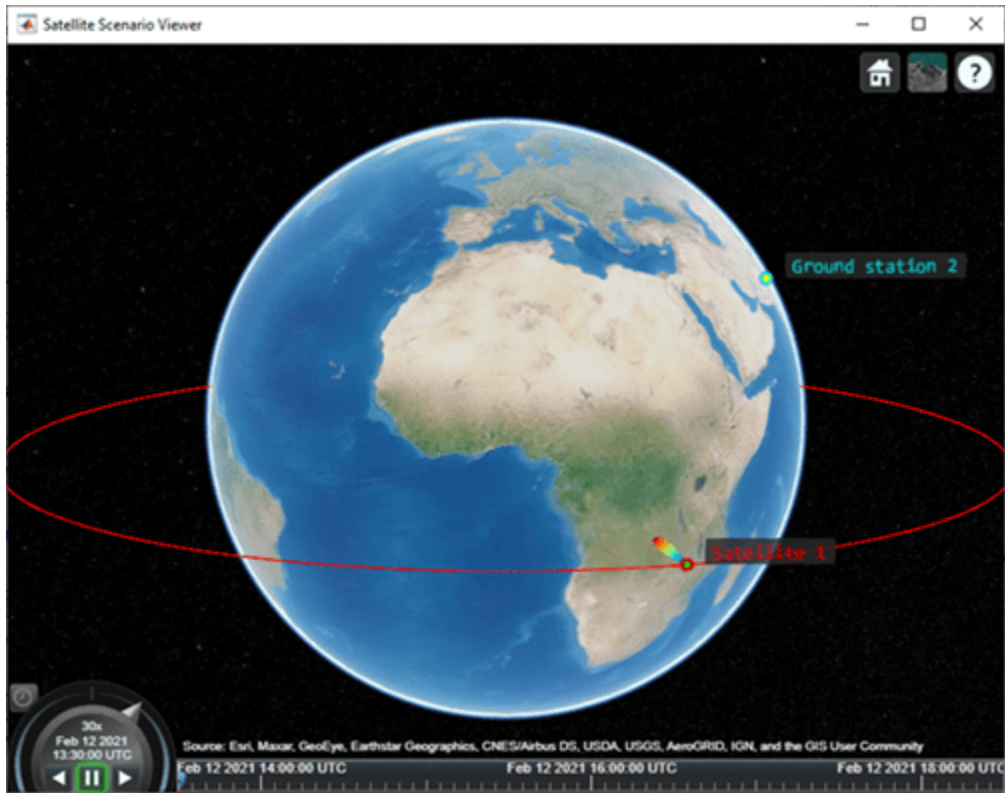 Satellite Scenario Viewer
?
Ground station 2
Satellite 1
30x
Feb 12 2021
13:30:00 UTC
Source: Esri, Maxar, GeoEye, Earthstar Geographics, CNES/Airbus DS, USDA, USGS, AeroGRID, IGN, and the GIS User Community
Feb 12 2021 14:00:00 UTC Feb 12 2021 16:00:00 UTC Feb 12 2021 18:00:00 UTC